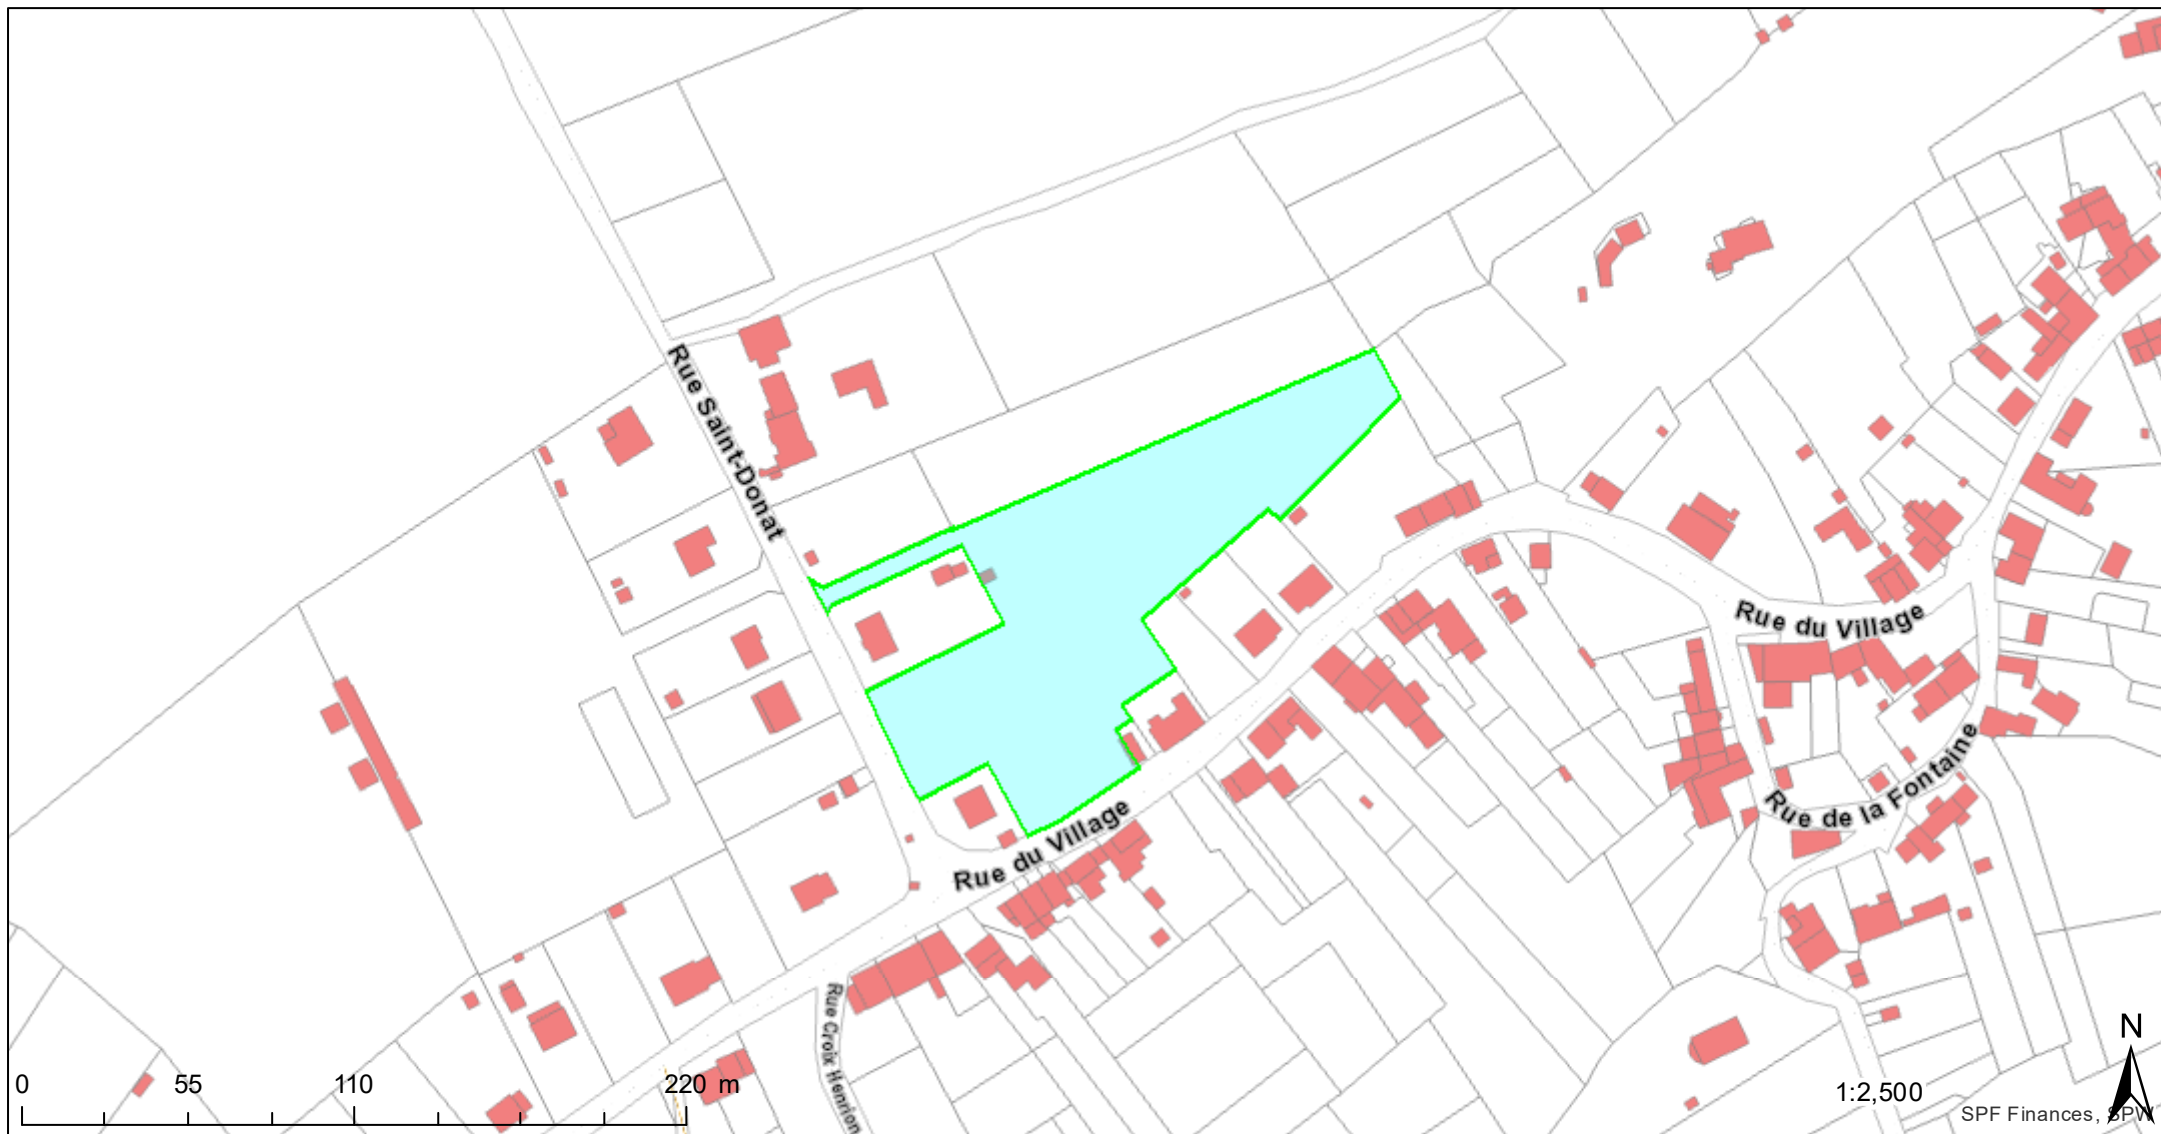 Rue Saint-Donat
Rue du Village
Rue du Village
Rue de la Fontaine
Rue Croix Henrion
N
0 55 110 220 m
1:2,500
SPF Finances, SPW